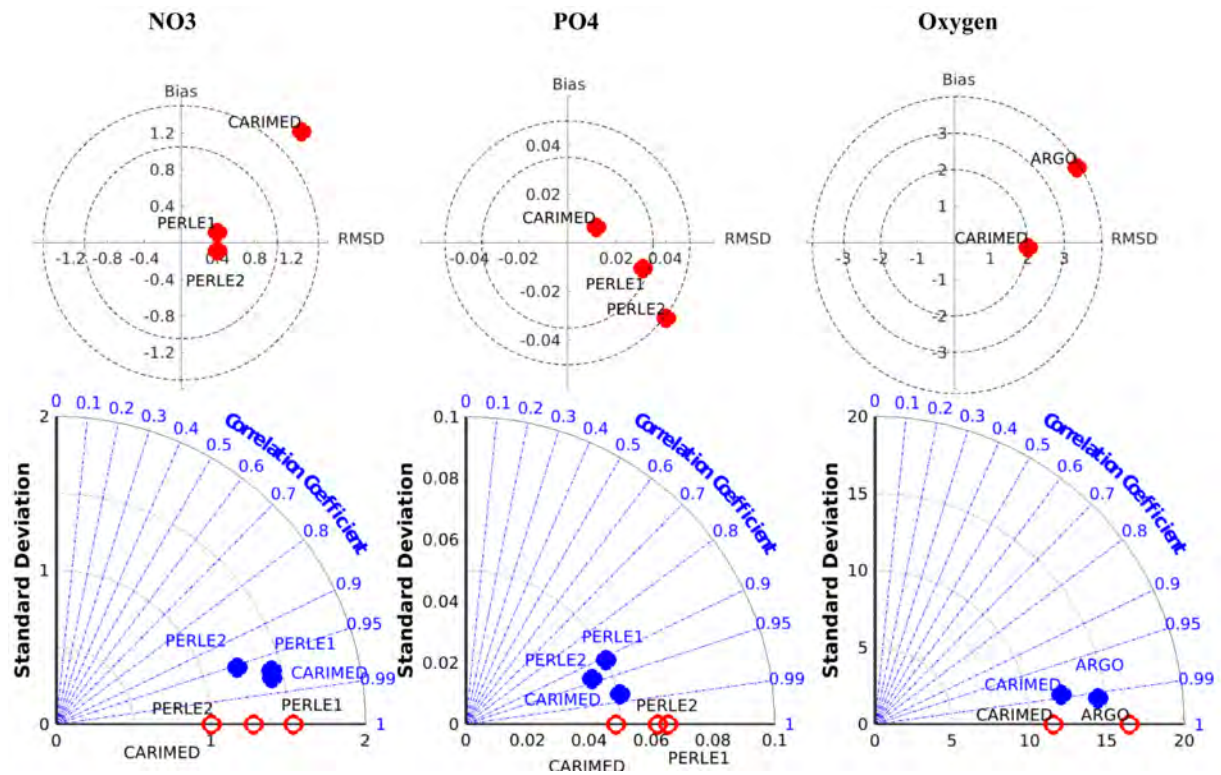 NO3
PO4
Oxygen
Bias
CARIMED
1.2
0.8
0.4
PERLE1
RMSD
-1.2 -0.8 0.4 0.8 1.2
PERLE2
-0.4
-0.8
-1.2
Bias
0.04
0.02
CARIMED
RMSD
-0.04 -0.02 0.02 0.04
PERLE1
-0.02
PERLE2
-0.04
Bias
3
ARGO
2
1
CARIMED
RMSD
-3 -2 -1 0 1 2 3
-1
-2
-3
Standard Deviation
2
1
0
0 0.1 0.2 0.3 0.4 0.5 0.6 0.7 0.8 0.9 0.95 0.99 1
Correlation Coefficient
PERLE2
PERLE1
CARIMED
PERLE2
PERLE1
0 1 2
CARIMED
Standard Deviation
0.1
0.08
0.06
0.04
0.02
0
0 0.1 0.2 0.3 0.4 0.5 0.6 0.7 0.8 0.9 0.95 0.99 1
Correlation Coefficient
PERLE1
PERLE2
CARIMED
PERLE2
0 0.02 0.04 0.06 0.08 0.1
CARIMED
PERLE1
Standard Deviation
20
15
10
5
0
0 0.1 0.2 0.3 0.4 0.5 0.6 0.7 0.8 0.9 0.95 0.99 1
Correlation Coefficient
ARGO
CARIMED
CARIMED
ARGO
0 5 10 15 20